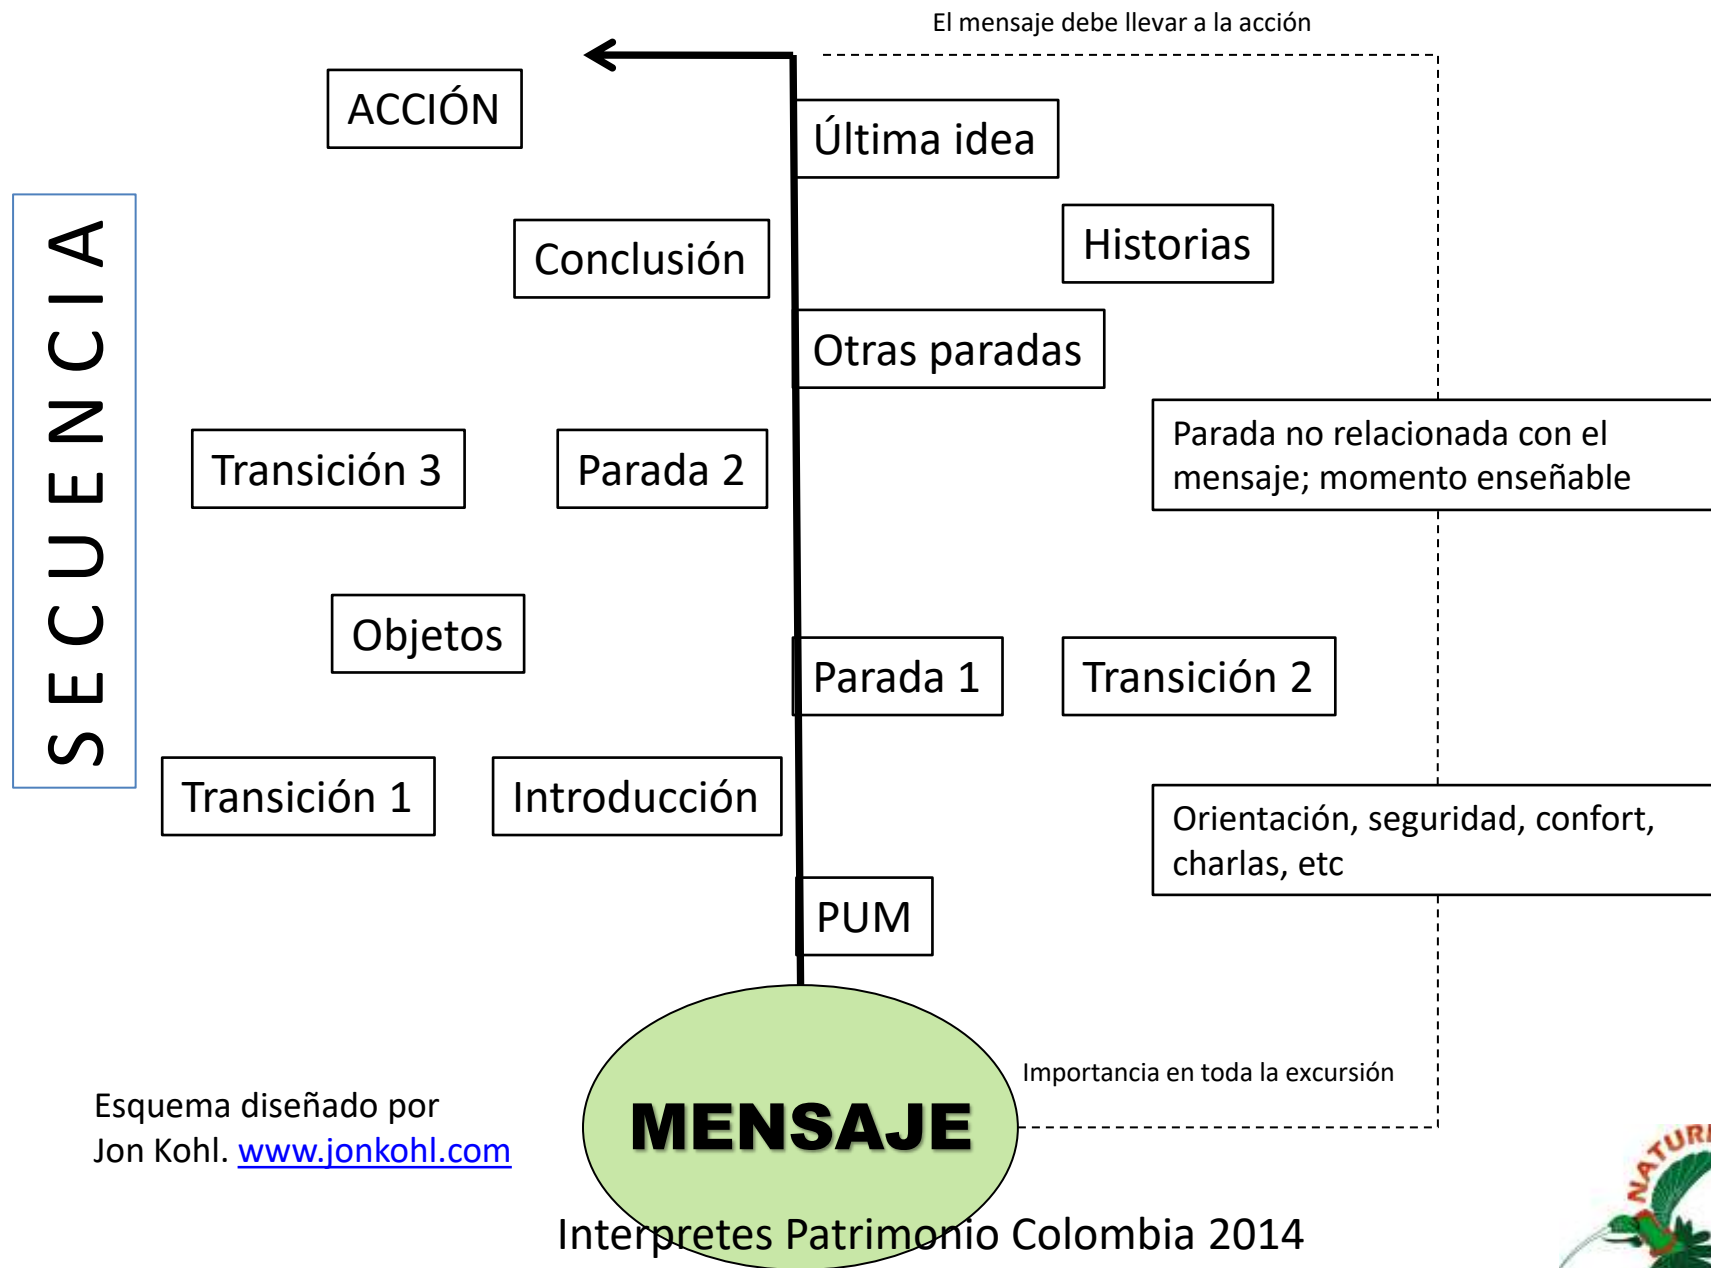 El mensaje debe llevar a la acción
ACCIÓN
Última idea
Historias
Conclusión
Otras paradas
SECUENCIA
Transición 3
Parada 2
Parada no relacionada con el
mensaje; momento enseñable
Objetos
Parada 1
Transición 2
Transición 1
Introducción
Orientación, seguridad, confort,
charlas, etc
PUM
Importancia en toda la excursión
MENSAJE
Esquema diseñado por
Jon Kohl. www.jonkohl.com
Interpretes Patrimonio Colombia 2014